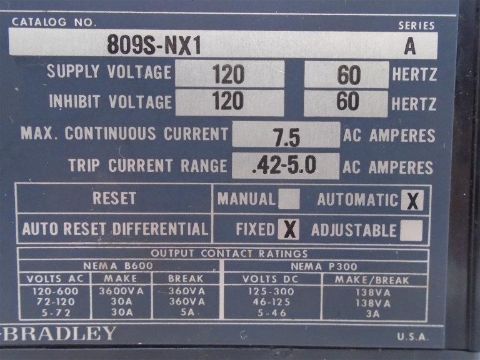 CATALOG NO. SERIES
809S-NX1 A
SUPPLY VOLTAGE 120 60 HERTZ
INHIBIT VOLTAGE 120 60 HERTZ
MAX. CONTINUOUS CURRENT 7.5 AC AMPERES
TRIP CURRENT RANGE .42-5.0 AC AMPERES
RESET MANUAL AUTOMATIC X
AUTO RESET DIFFERENTIAL FIXED X ADJUSTABLE
OUTPUT CONTACT RATINGS
NEMA B600 NEMA P300
VOLTS AC MAKE BREAK VOLTS DC MAKE/BREAK
120-600 3600VA 360VA 125-300 138VA
72-120 30A 360VA 46-125 138VA
5-72 30A 5A 5-46 3A
-BRADLEY U.S.A.